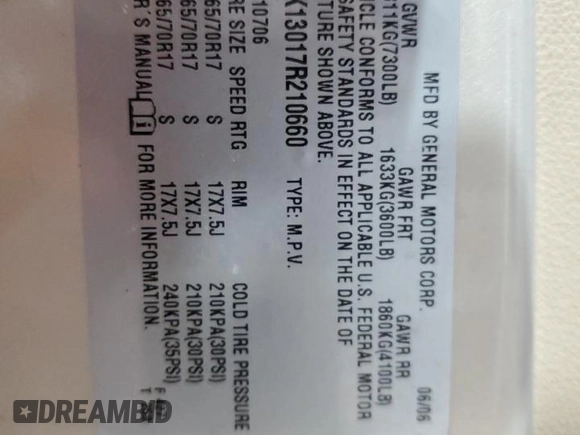 MFD BY GENERAL MOTORS CORP. 06/06
GVWR GAWR FRT GAWR RR
311KG(7300LB) 1633KG(3600LB) 1860KG(4100LB)
ICLE CONFORMS TO ALL APPLICABLE U.S. FEDERAL MOTOR
SAFETY STANDARDS IN EFFECT ON THE DATE OF
TURE SHOWN ABOVE.
K13017R210660 TYPE: M.P.V.
10706
RE SIZE SPEED RTG RIM COLD TIRE PRESSURE
65/70R17 S 17X7.5J 210KPA(30PSI)
65/70R17 S 17X7.5J 210KPA(30PSI)
65/70R17 S 17X7.5J 240KPA(35PSI)
R'S MANUAL FOR MORE INFORMATION.
DREAMBID